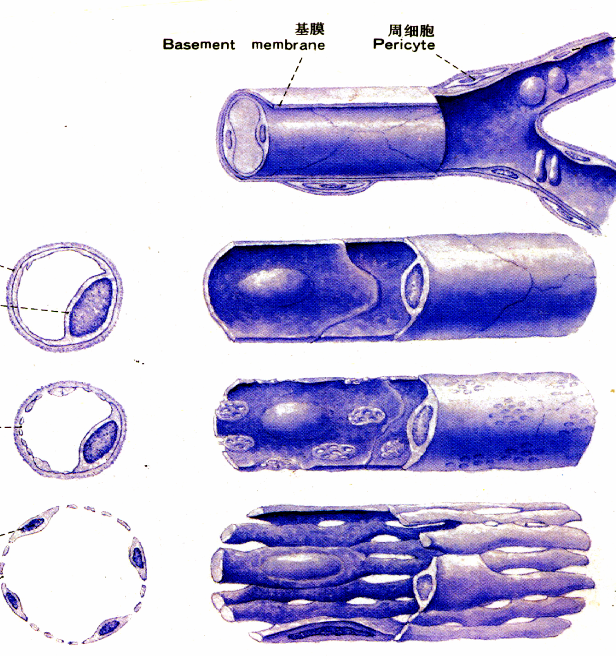 基膜
Basement membrane
周细胞
Pericyte